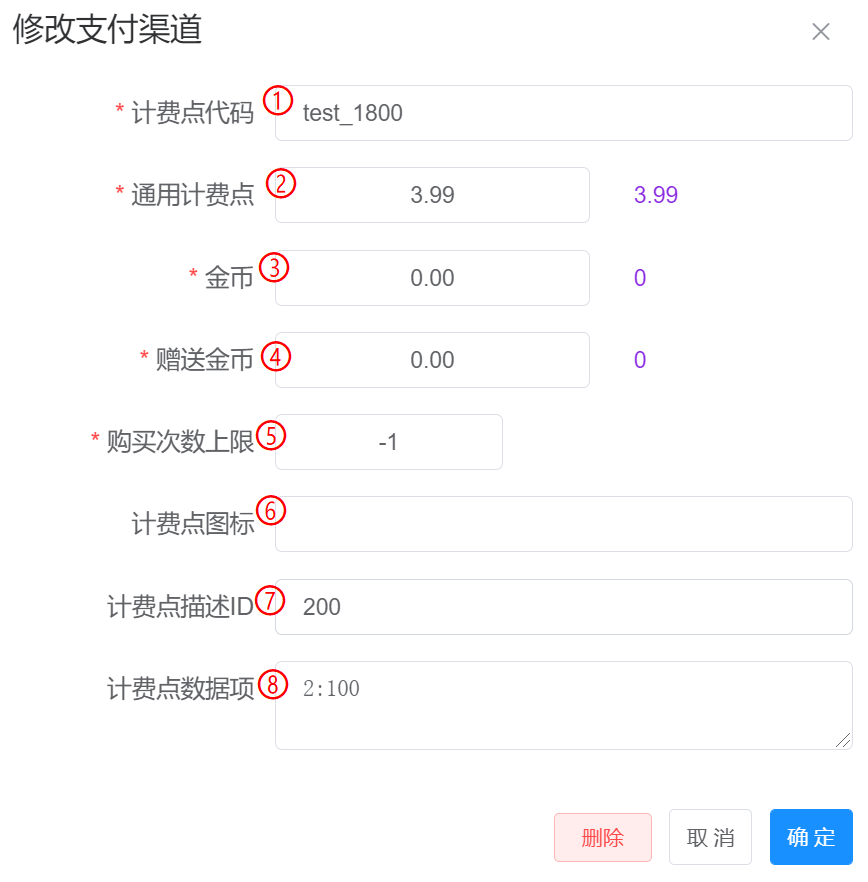 修改支付渠道
* 计费点代码 ① test_1800
* 通用计费点 ② 3.99 3.99
* 金币 ③ 0.00 0
* 赠送金币 ④ 0.00 0
* 购买次数上限 ⑤ -1
计费点图标 ⑥
计费点描述ID ⑦ 200
计费点数据项 ⑧ 2:100
删除 取消 确定